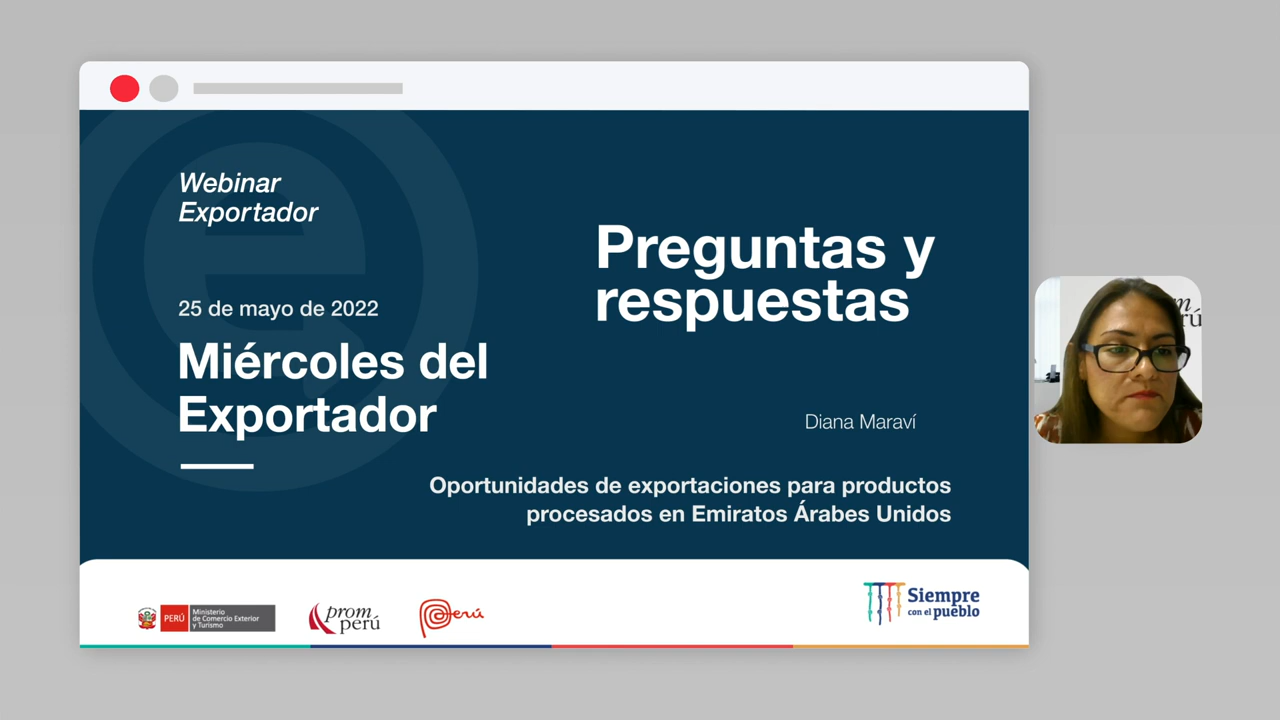 Webinar
Exportador
25 de mayo de 2022
Miércoles del
Exportador
Preguntas y
respuestas
Diana Maraví
Oportunidades de exportaciones para productos
procesados en Emiratos Árabes Unidos
PERÚ
Ministerio
de Comercio Exterior
y Turismo
prom
perú
Perú
Siempre
con el pueblo
m
rú